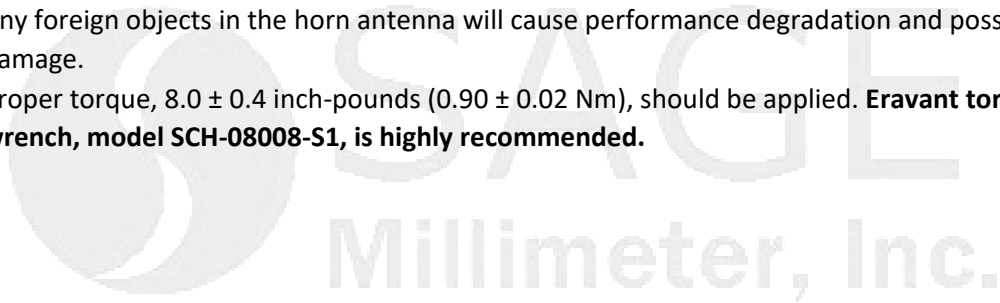 ny foreign objects in the horn antenna will cause performance degradation and poss
amage.
roper torque, 8.0 ± 0.4 inch-pounds (0.90 ± 0.02 Nm), should be applied. Eravant tor
rench, model SCH-08008-S1, is highly recommended.
SAGE
Millimeter, Inc.